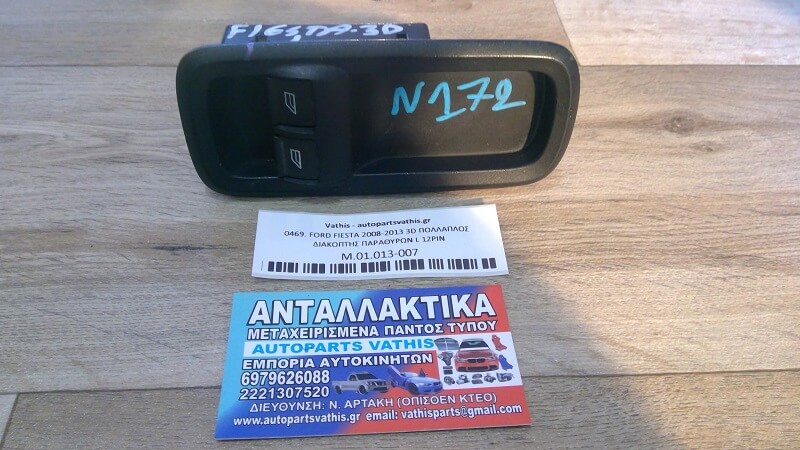 FIESTA-3D
N172
Vathis - autopartsvathis.gr
0469. FORD FIESTA 2008-2013 3D ΠΟΛΛΑΠΛΟΣ
ΔΙΑΚΟΠΤΗΣ ΠΑΡΑΘΥΡΩΝ L 12PIN
M.01.013-007
ΑΝΤΑΛΛΑΚΤΙΚΑ
ΜΕΤΑΧΕΙΡΙΣΜΕΝΑ ΠΑΝΤΟΣ ΤΥΠΟΥ
AUTOPARTS VATHIS
ΕΜΠΟΡΙΑ ΑΥΤΟΚΙΝΗΤΩΝ
6979626088
2221307520
ΔΙΕΥΘΥΝΣΗ: Ν. ΑΡΤΑΚΗ (ΟΠΙΣΘΕΝ ΚΤΕΟ)
www.autopartsvathis.gr email: vathisparts@gmail.com